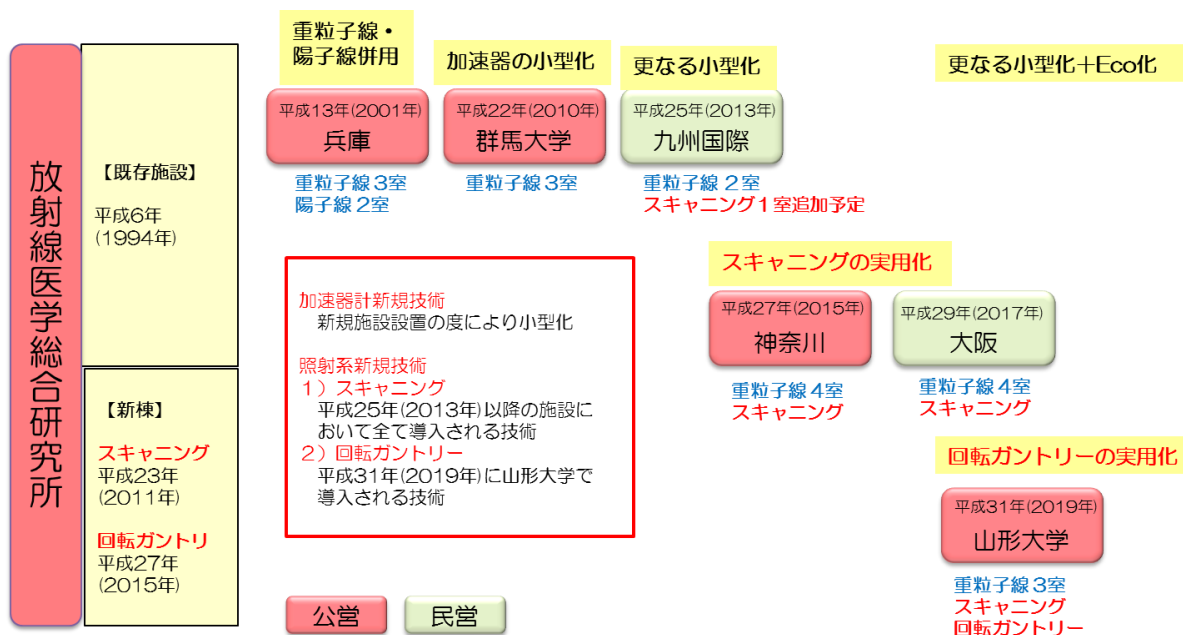 放射線医学総合研究所
【既存施設】
平成6年
(1994年)
【新棟】
スキャニング
平成23年
(2011年)
回転ガントリ
平成27年
(2015年)
重粒子線・
陽子線併用
平成13年(2001年)
兵庫
重粒子線3室
陽子線2室
加速器の小型化
平成22年(2010年)
群馬大学
重粒子線3室
更なる小型化
平成25年(2013年)
九州国際
重粒子線２室
スキャニング１室追加予定
更なる小型化＋Eco化
加速器計新規技術
新規施設設置の度により小型化
照射系新規技術
１）スキャニング
平成25年(2013年)以降の施設に
おいて全て導入される技術
２）回転ガントリー
平成31年(2019年)に山形大学で
導入される技術
スキャニングの実用化
平成27年(2015年)
神奈川
重粒子線4室
スキャニング
平成29年(2017年)
大阪
重粒子線4室
スキャニング
回転ガントリーの実用化
平成31年(2019年)
山形大学
重粒子線3室
スキャニング
回転ガントリー
公営
民営